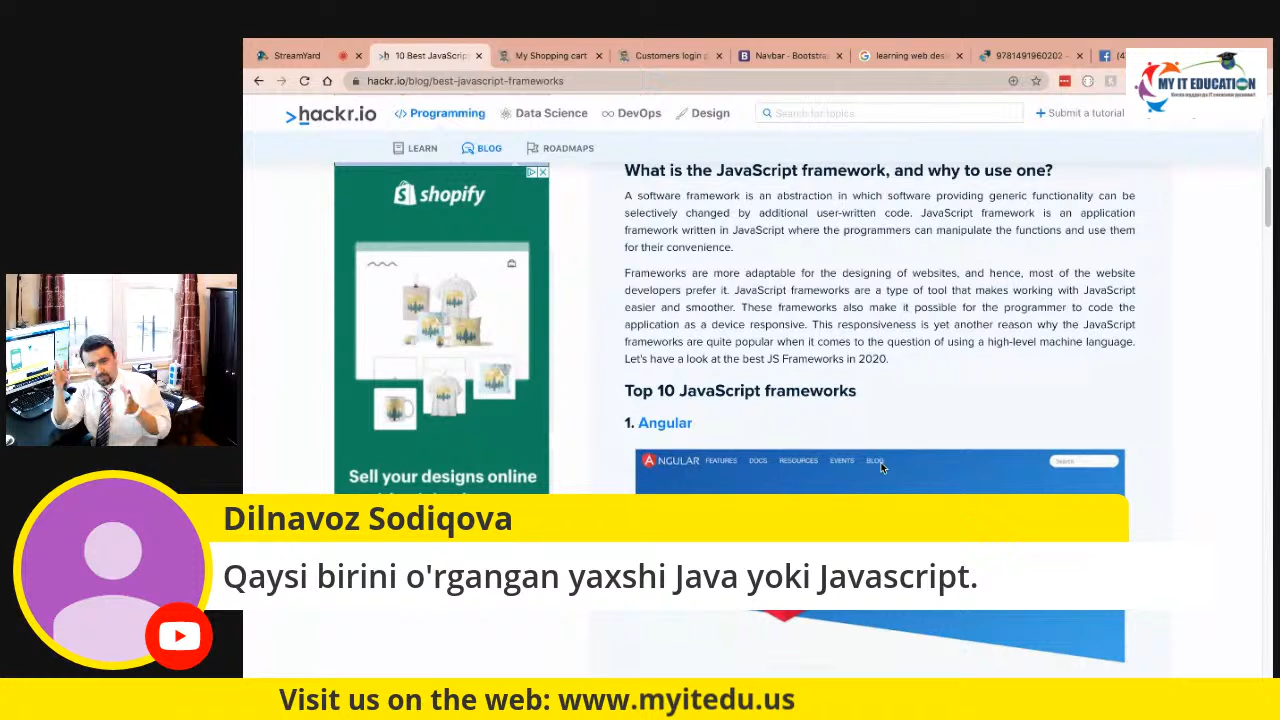 StreamYard
10 Best JavaScrip
My Shopping cart
Customers login p
Navbar - Bootstra
learning web des
9781491960202 -
(4
MY IT EDUCATION
hackr.io/blog/best-javascript-frameworks
>hackr.io
</> Programming
Data Science
DevOps
Design
Search for topics
+ Submit a tutorial
LEARN
BLOG
ROADMAPS
shopify
Sell your designs online
What is the JavaScript framework, and why to use one?
A software framework is an abstraction in which software providing generic functionality can be
selectively changed by additional user-written code. JavaScript framework is an application
framework written in JavaScript where the programmers can manipulate the functions and use them
for their convenience.
Frameworks are more adaptable for the designing of websites, and hence, most of the website
developers prefer it. JavaScript frameworks are a type of tool that makes working with JavaScript
easier and smoother. These frameworks also make it possible for the programmer to code the
application as a device responsive. This responsiveness is yet another reason why the JavaScript
frameworks are quite popular when it comes to the question of using a high-level machine language.
Let's have a look at the best JS Frameworks in 2020.
Top 10 JavaScript frameworks
1. Angular
ANGULAR FEATURES DOCS RESOURCES EVENTS BLOG
Search
Dilnavoz Sodiqova
Qaysi birini o'rgangan yaxshi Java yoki Javascript.
Visit us on the web: www.myitedu.us